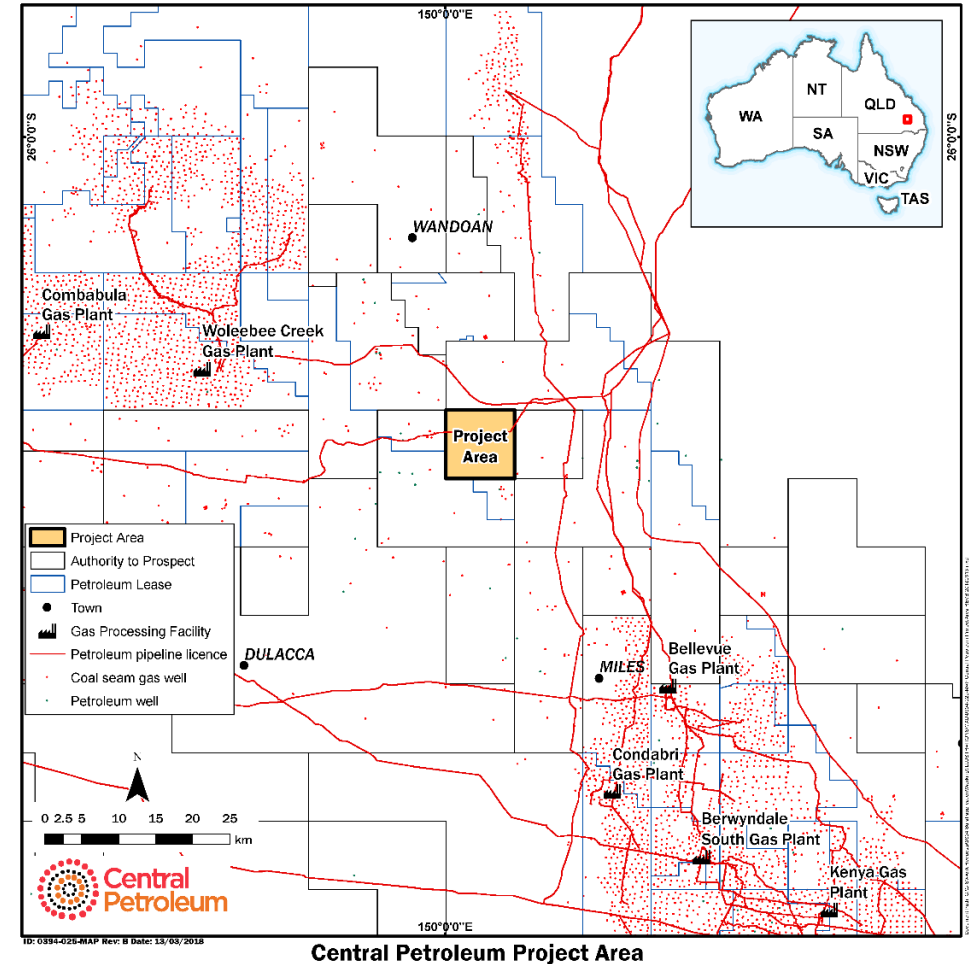 150°0'0"E
26°0'0"S
26°0'0"S
WA
NT
QLD
SA
NSW
VIC
TAS
WANDOAN
Combabula
Gas Plant
Woleebee Creek
Gas Plant
Project
Area
Project Area
Authority to Prospect
Petroleum Lease
Town
Gas Processing Facility
Petroleum pipeline licence
Coal seam gas well
Petroleum well
DULACCA
MILES
Bellevue
Gas Plant
Condabri
Gas Plant
Berwyndale
South Gas Plant
Kenya Gas
Plant
N
0 2.5 5 10 15 20 25
km
Central
Petroleum
150°0'0"E
ID: 0394-025-MAP Rev: B Date: 13/03/2018
Central Petroleum Project Area